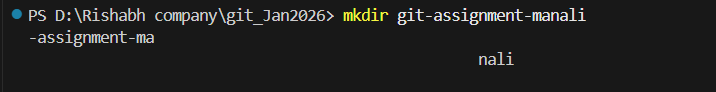 PS D:\Rishabh company\git_Jan2026> mkdir git-assignment-manali
-assignment-ma
nali